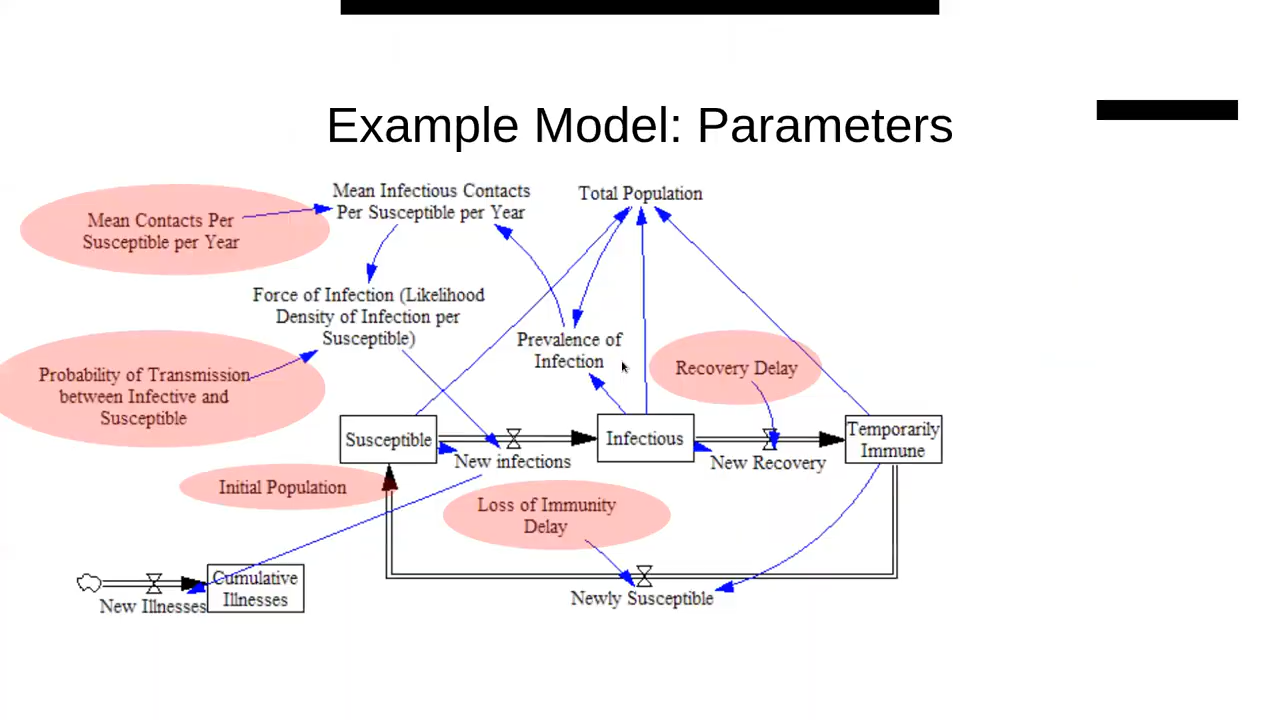 Example Model: Parameters
Mean Infectious Contacts
Per Susceptible per Year
Total Population
Mean Contacts Per
Susceptible per Year
Force of Infection (Likelihood
Density of Infection per
Susceptible)
Prevalence of
Infection
Recovery Delay
Probability of Transmission
between Infective and
Susceptible
Susceptible
New infections
Infectious
New Recovery
Temporarily
Immune
Initial Population
Loss of Immunity
Delay
New Illnesses
Cumulative
Illnesses
Newly Susceptible